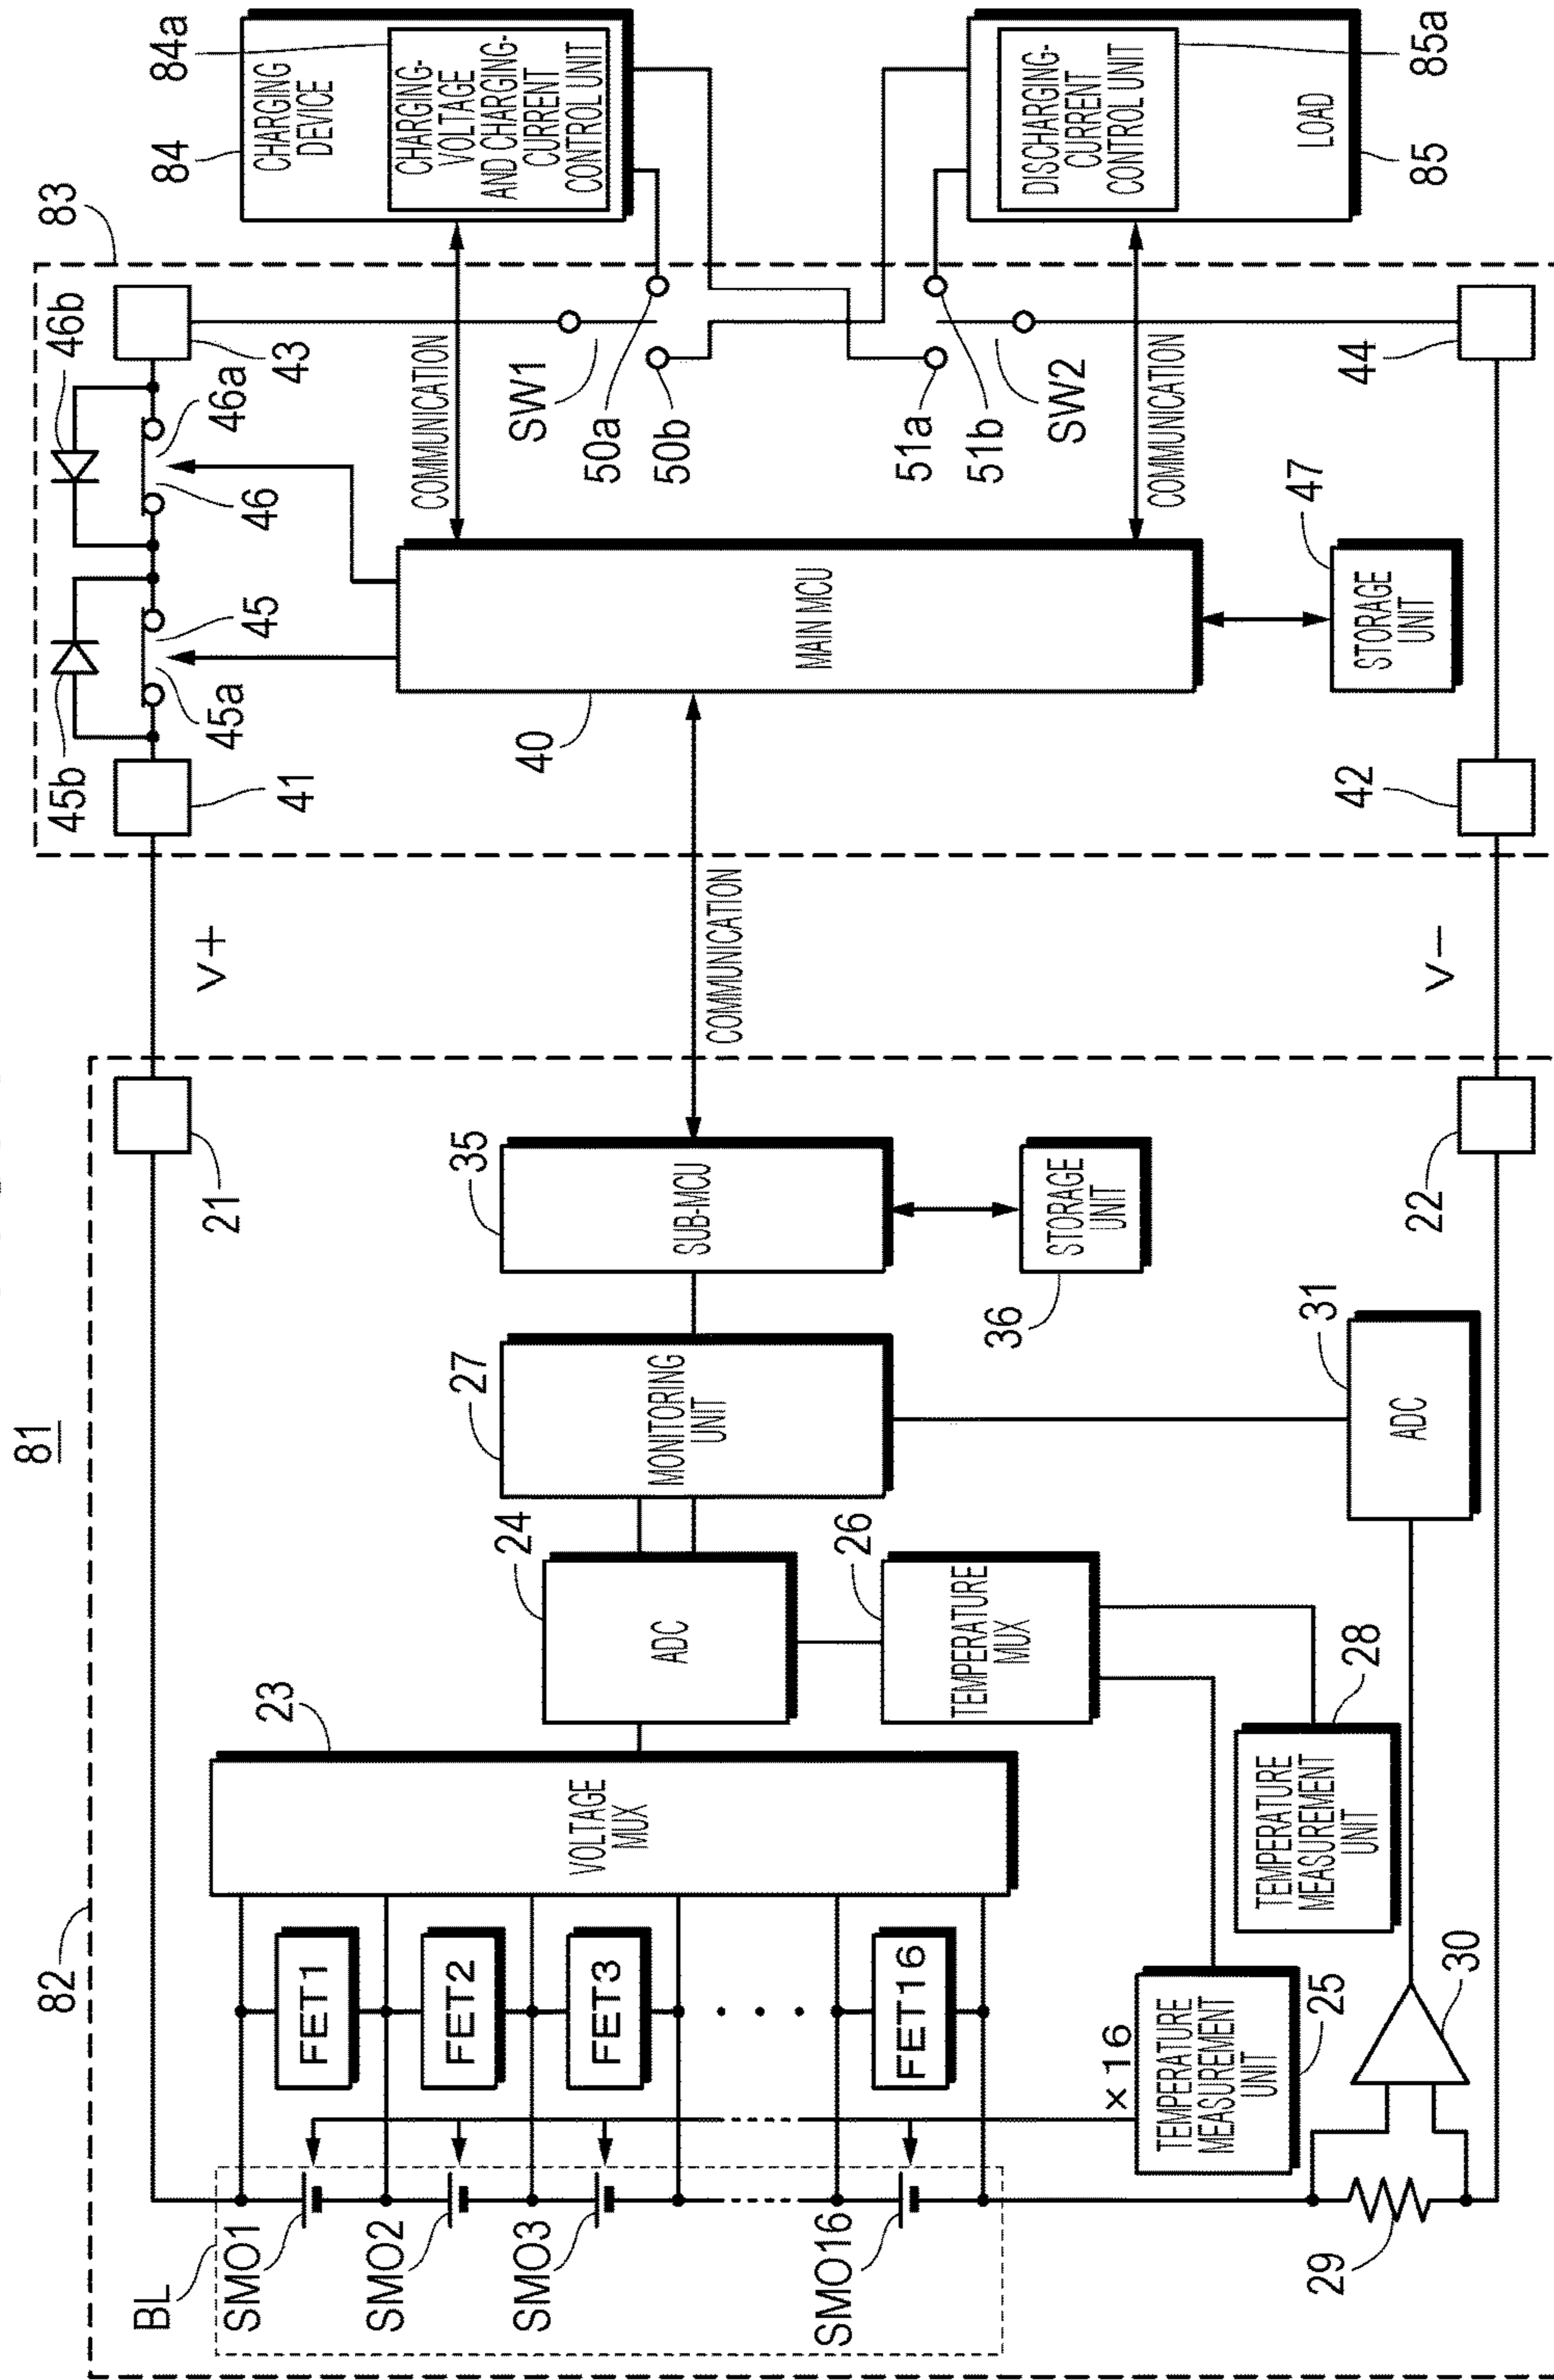 81
82
83
BL
SMO1
SMO2
SMO3
SMO16
FET1
FET2
FET3
FET16
23
VOLTAGE
MUX
24
ADC
26
TEMPERATURE
MUX
×16
TEMPERATURE
MEASUREMENT
UNIT
25
TEMPERATURE
MEASUREMENT
UNIT
28
29
30
31
ADC
27
MONITORING
UNIT
35
SUB-MCU
STORAGE
UNIT
36
21
22
V+
V−
COMMUNICATION
41
42
45b
45a
45
46
46a
46b
43
44
40
MAIN MCU
47
STORAGE
UNIT
COMMUNICATION
COMMUNICATION
SW1
50a
50b
51a
51b
SW2
84
CHARGING
DEVICE
84a
CHARGING-
VOLTAGE
AND CHARGING-
CURRENT
CONTROL UNIT
DISCHARGING-
CURRENT
CONTROL UNIT
85a
LOAD
85